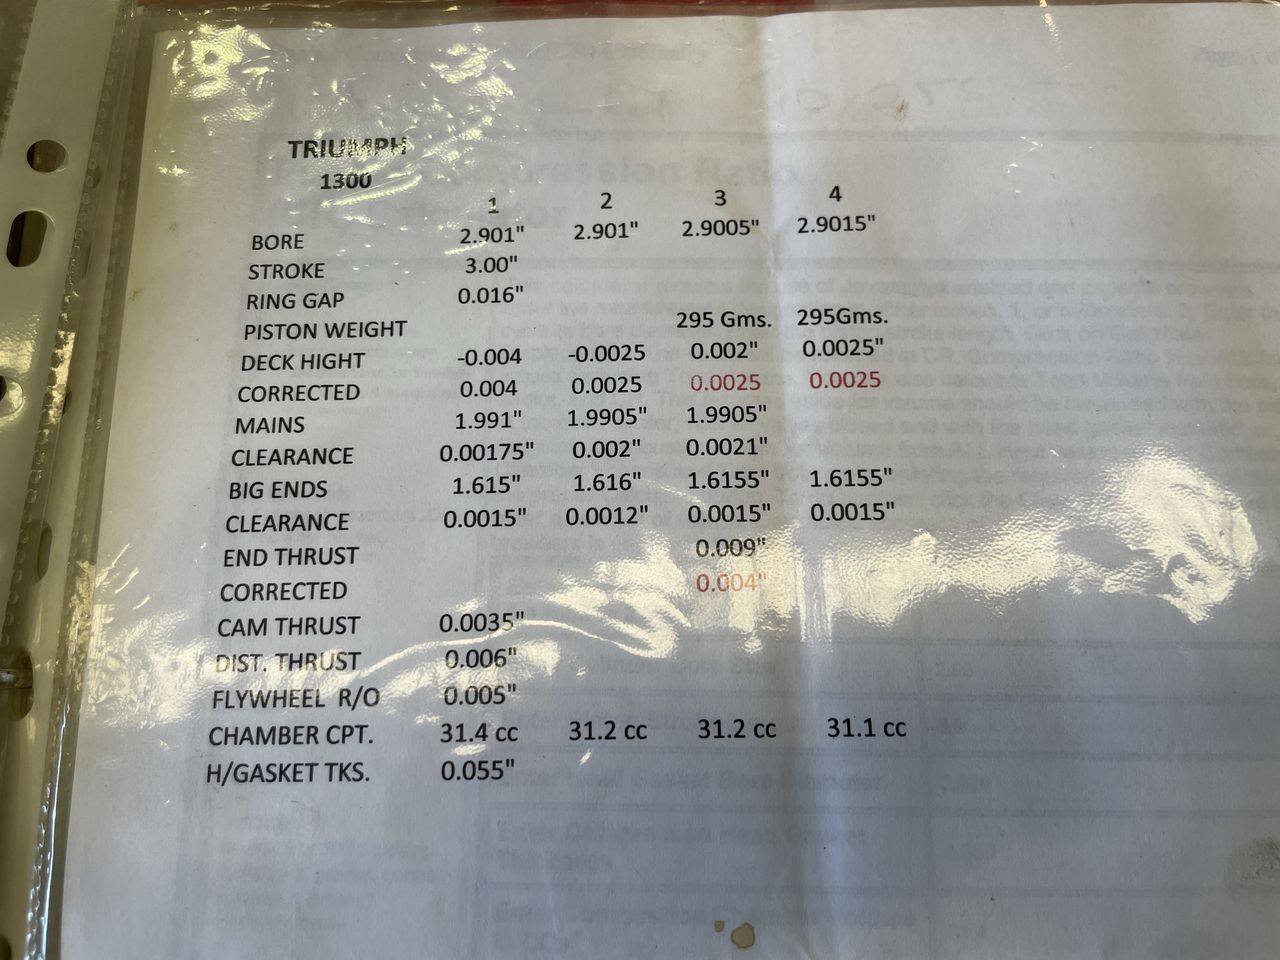 TRIUMPH
1300
1 2 3 4
BORE 2.901" 2.901" 2.9005" 2.9015"
STROKE 3.00"
RING GAP 0.016"
PISTON WEIGHT 295 Gms. 295Gms.
DECK HIGHT -0.004 -0.0025 0.002" 0.0025"
CORRECTED 0.004 0.0025 0.0025 0.0025
MAINS 1.991" 1.9905" 1.9905"
CLEARANCE 0.00175" 0.002" 0.0021"
BIG ENDS 1.615" 1.616" 1.6155" 1.6155"
CLEARANCE 0.0015" 0.0012" 0.0015" 0.0015"
END THRUST 0.009"
CORRECTED 0.004"
CAM THRUST 0.0035"
DIST. THRUST 0.006"
FLYWHEEL R/O 0.005"
CHAMBER CPT. 31.4 cc 31.2 cc 31.2 cc 31.1 cc
H/GASKET TKS. 0.055"